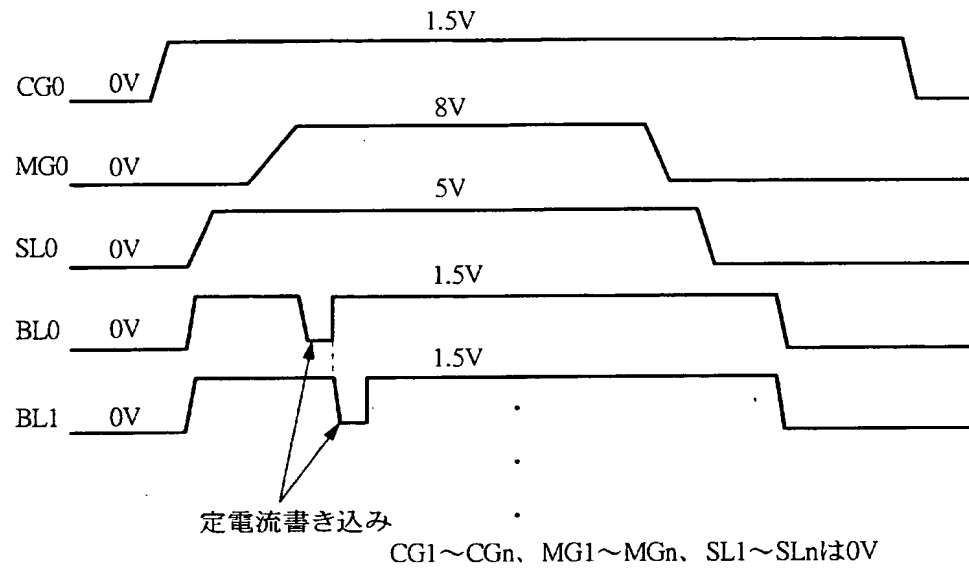 1.5V
CG0 0V
8V
MG0 0V
5V
SL0 0V
1.5V
BL0 0V
1.5V
BL1 0V
定電流書き込み
CG1～CGn、MG1～MGn、SL1～SLnは0V